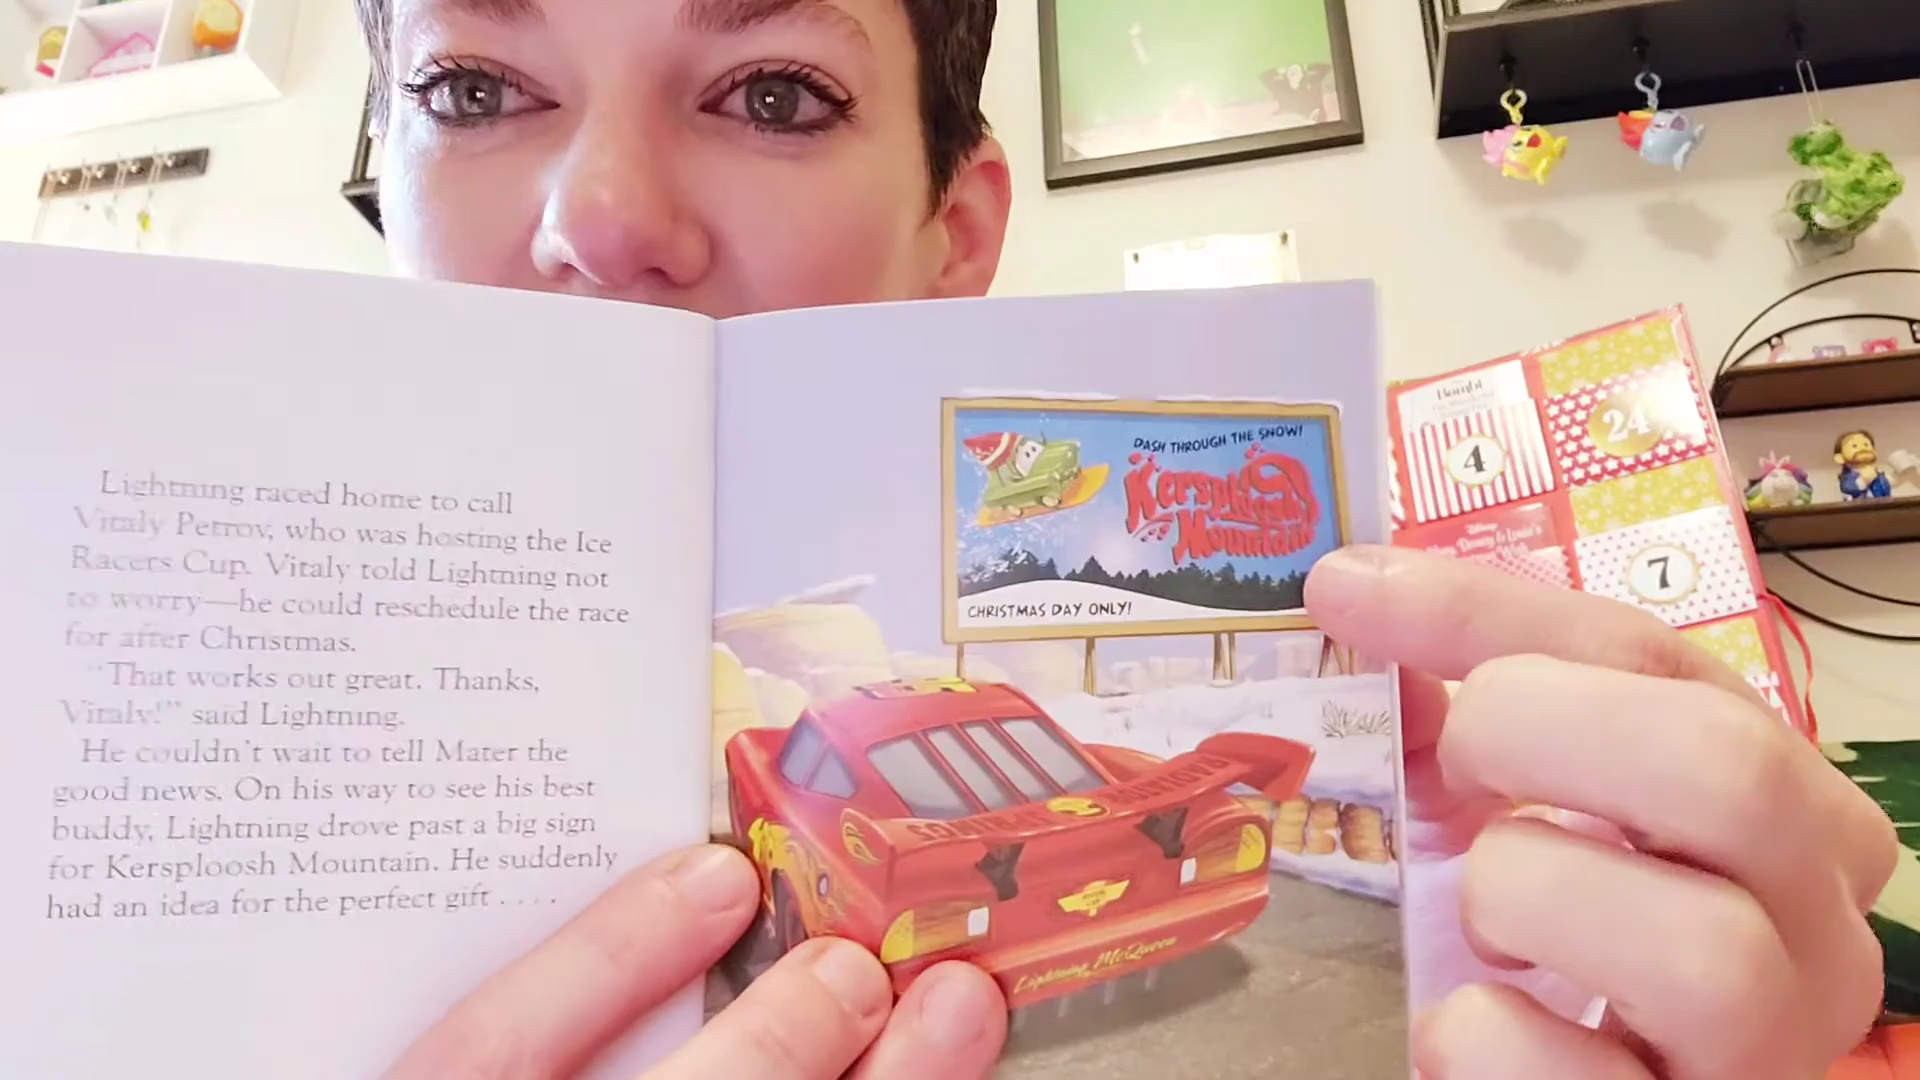 Lightning raced home to call
Vitaly Petrov, who was hosting the Ice
Racers Cup. Vitaly told Lightning not
to worry—he could reschedule the race
for after Christmas.
"That works out great. Thanks,
Vitaly!" said Lightning.
He couldn't wait to tell Mater the
good news. On his way to see his best
buddy, Lightning drove past a big sign
for Kersploosh Mountain. He suddenly
had an idea for the perfect gift . . . .
DASH THROUGH THE SNOW!
Kersploosh
Mountain
CHRISTMAS DAY ONLY!
Lightning McQueen
Bambi
4
24
Disney
7